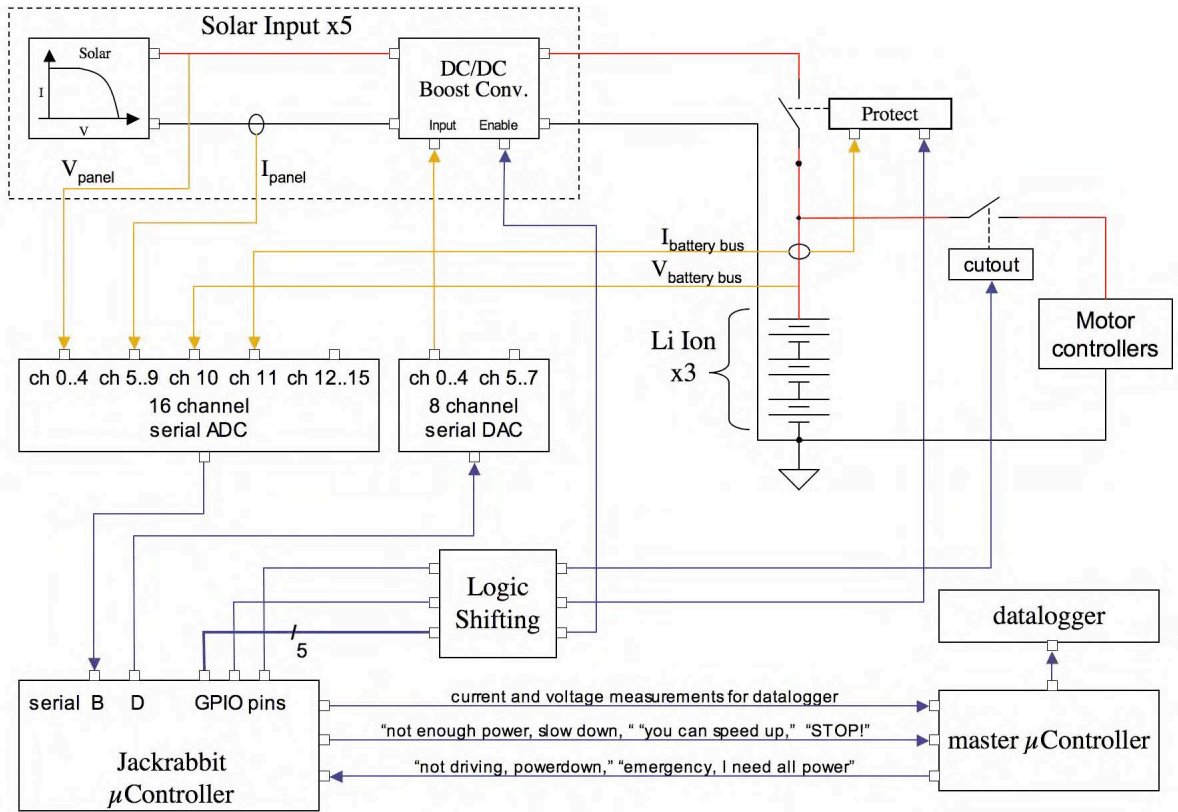 Solar Input x5
Solar
I
V
DC/DC
Boost Conv.
Input Enable
Protect
Vpanel
Ipanel
Ibattery bus
Vbattery bus
cutout
Motor
controllers
Li Ion
x3
ch 0..4 ch 5..9 ch 10 ch 11 ch 12..15
16 channel
serial ADC
ch 0..4 ch 5..7
8 channel
serial DAC
Logic
Shifting
5
datalogger
serial B D GPIO pins
Jackrabbit
µController
current and voltage measurements for datalogger
“not enough power, slow down, “ “you can speed up,” “STOP!”
“not driving, powerdown,” “emergency, I need all power”
master µController